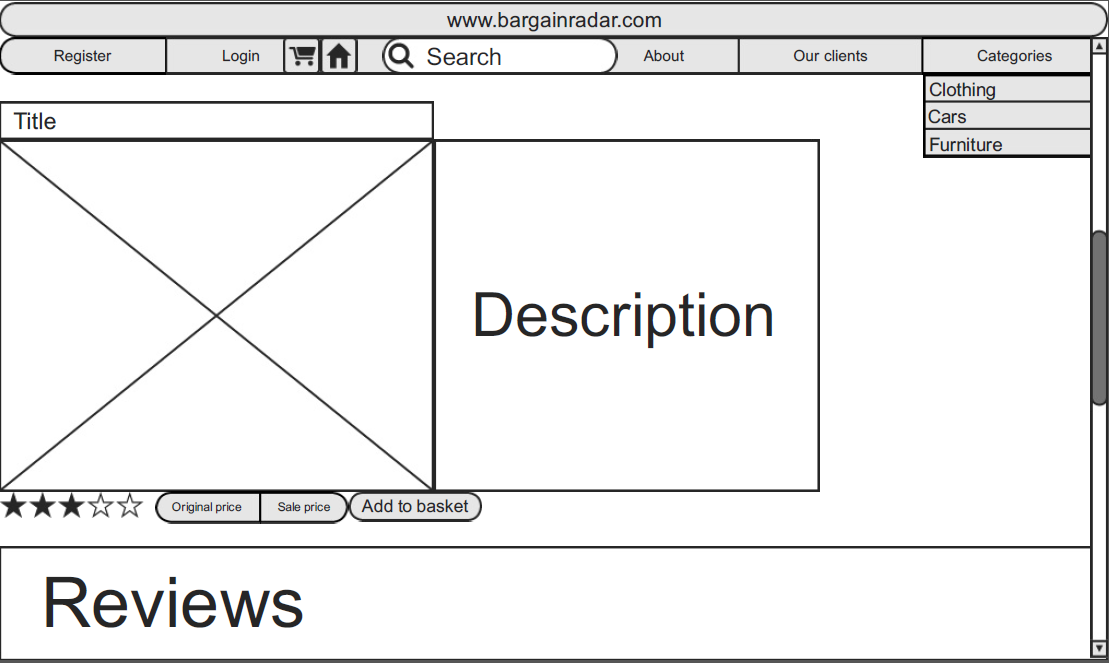 www.bargainradar.com
Register
Login
Search
About
Our clients
Categories
Clothing
Cars
Furniture
Title
Description
Original price
Sale price
Add to basket
Reviews